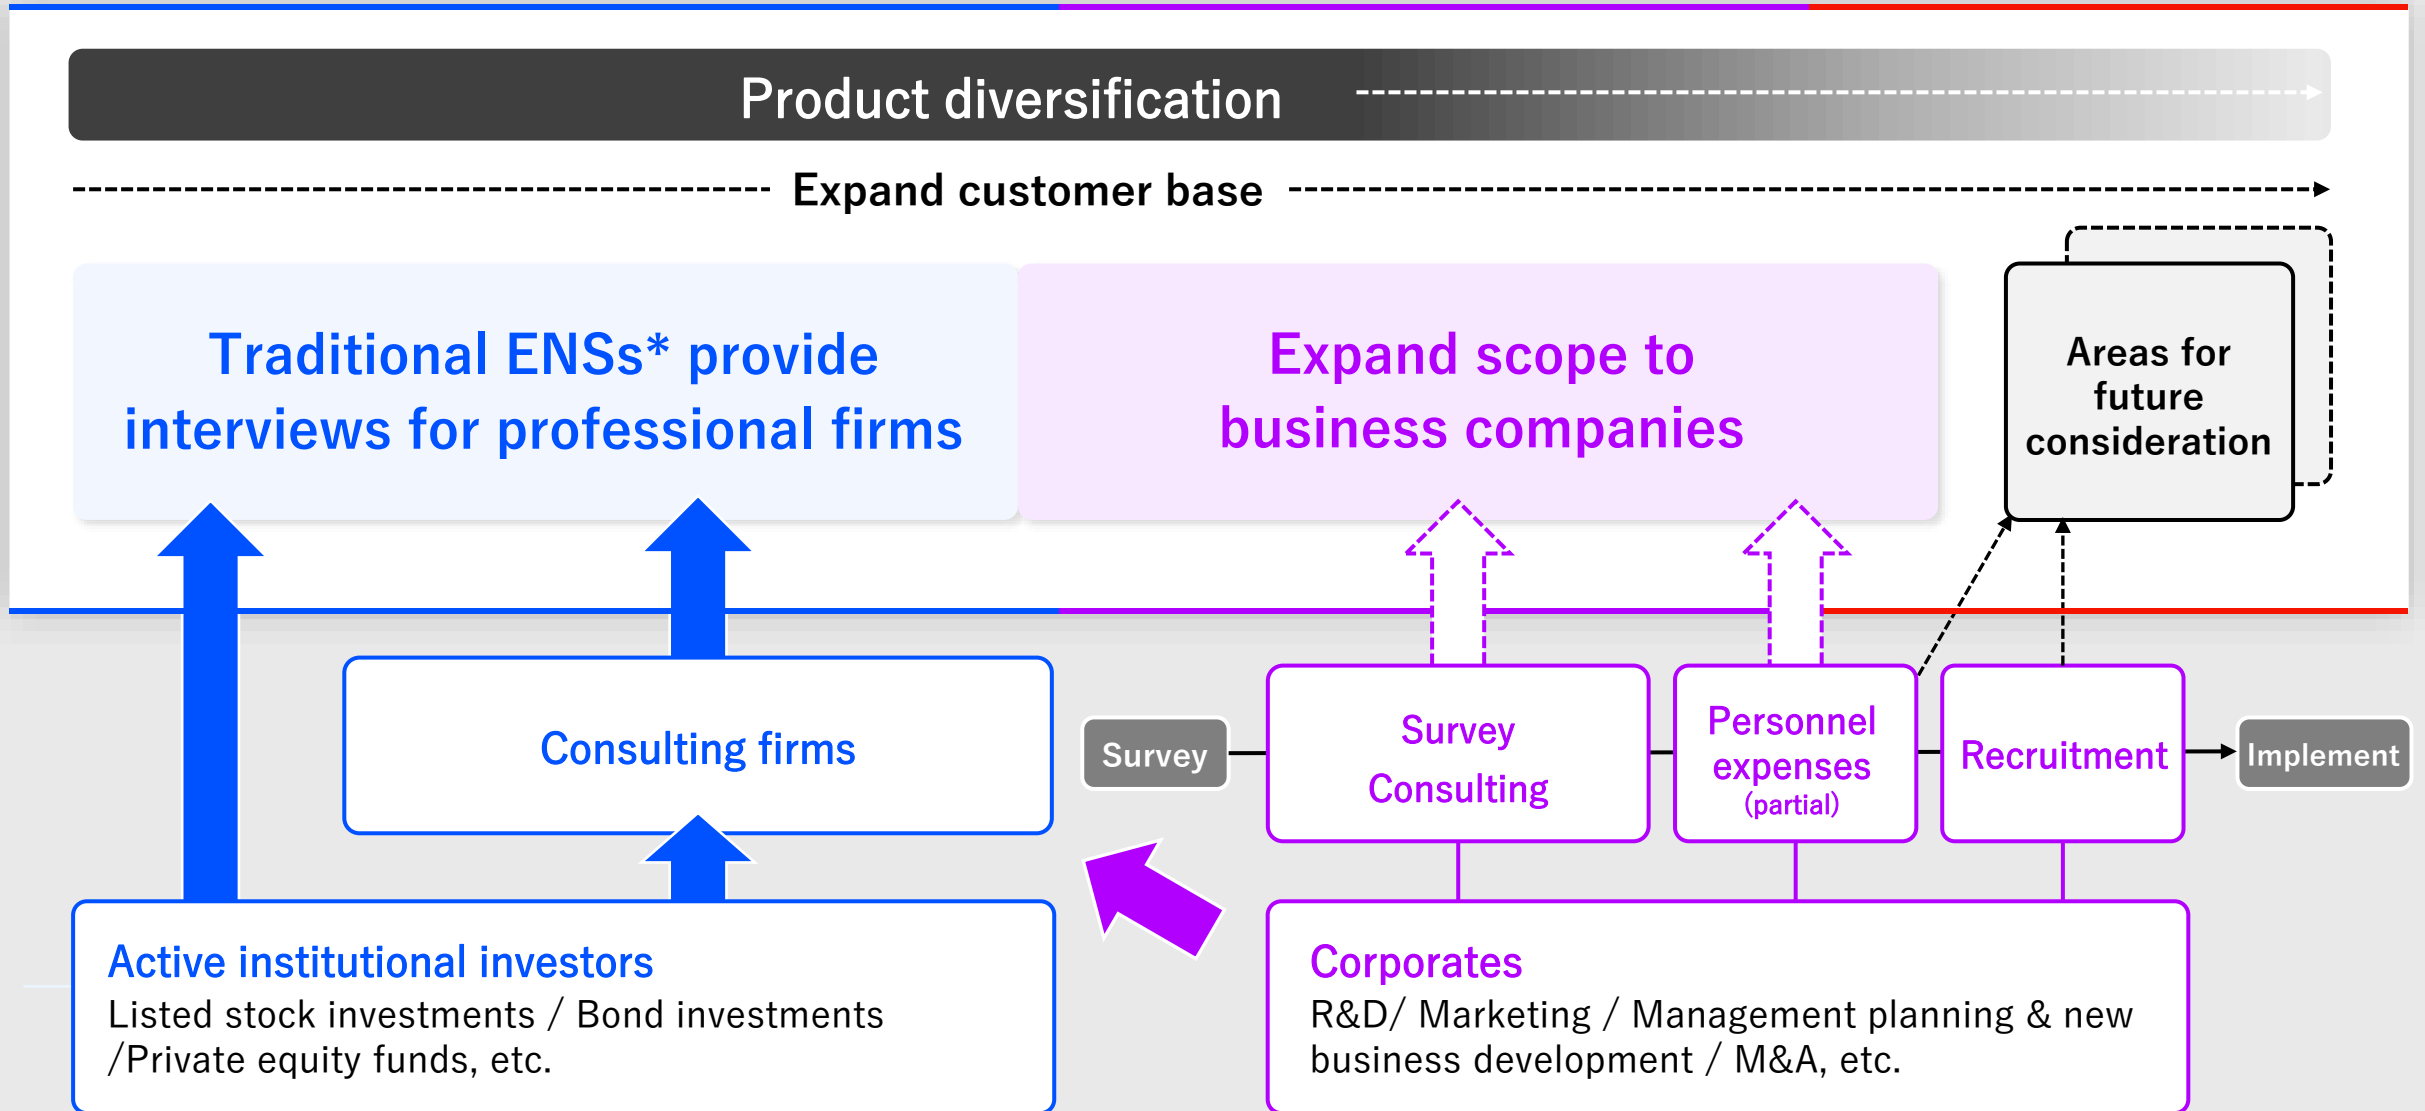 Product diversification
Expand customer base
Traditional ENSs* provide
interviews for professional firms
Expand scope to
business companies
Areas for
future
consideration
Consulting firms
Survey
Survey
Consulting
Personnel
expenses
(partial)
Recruitment
Implement
Active institutional investors
Listed stock investments / Bond investments
/Private equity funds, etc.
Corporates
R&D/ Marketing / Management planning & new
business development / M&A, etc.